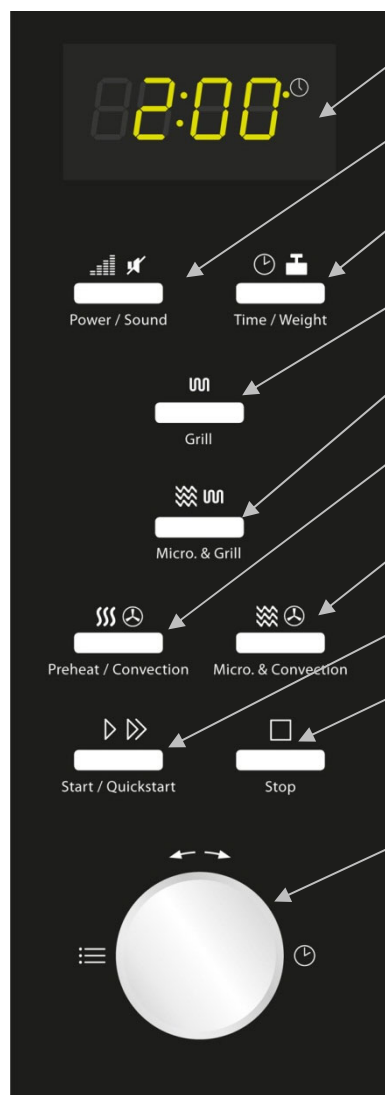 2:00
Power / Sound
Time / Weight
Grill
Micro. & Grill
Preheat / Convection
Micro. & Convection
Start / Quickstart
Stop